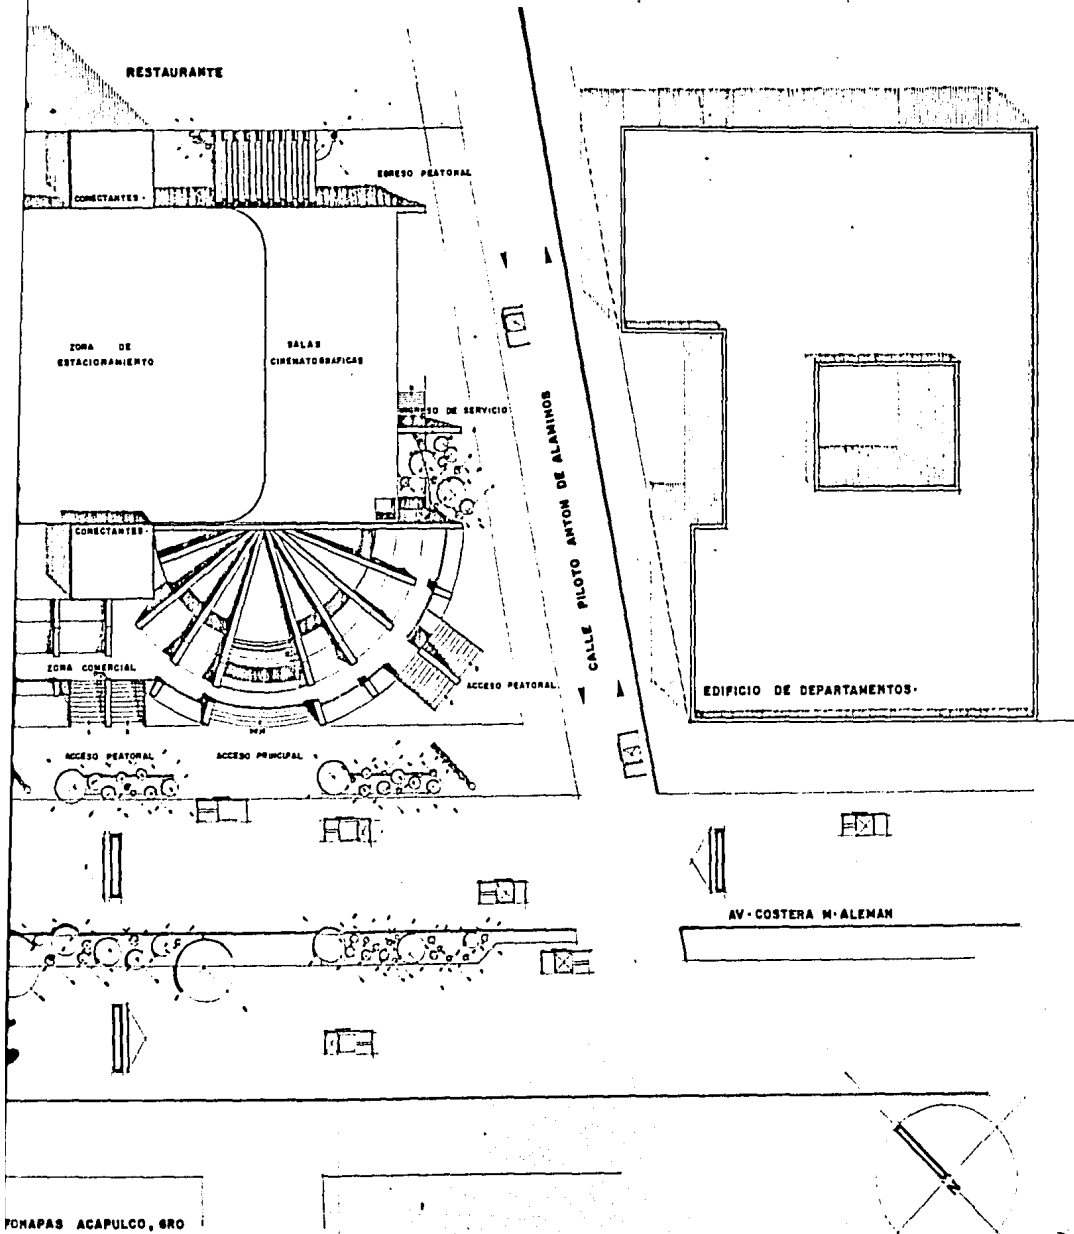 RESTAURANTE
EGRESO PEATONAL
CONECTANTES·
ZONA DE
ESTACIONAMIENTO
SALAS
CINEMATOGRAFICAS
INGRESO DE SERVICIO
CALLE PILOTO ANTON DE ALAMINOS
CONECTANTES·
ZONA COMERCIAL
ACCESO PEATONAL
EDIFICIO DE DEPARTAMENTOS·
ACCESO PEATONAL
ACCESO PRINCIPAL
AV·COSTERA M·ALEMAN
N
FONAPAS ACAPULCO, GRO